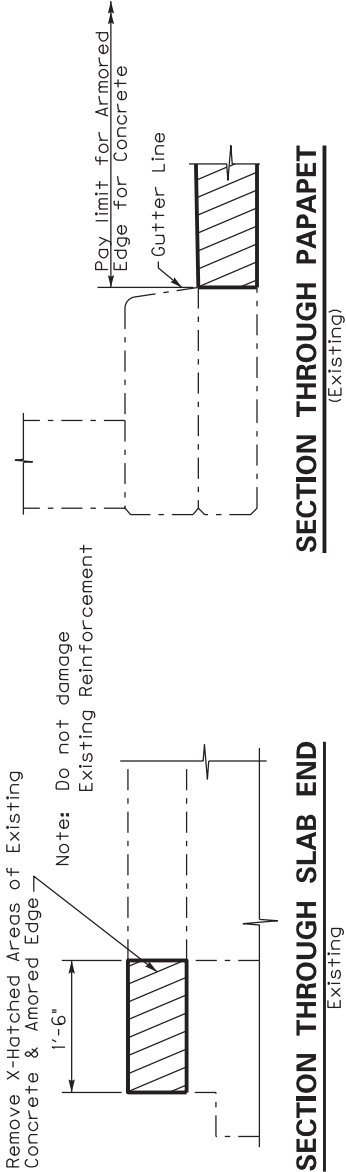 Remove X-Hatched Areas of Existing
Concrete & Amored Edge
Note: Do not damage
Existing Reinforcement
1'-6"
SECTION THROUGH SLAB END
Existing
Pay limit for Armored
Edge for Concrete
Gutter Line
SECTION THROUGH PAPAPET
(Existing)